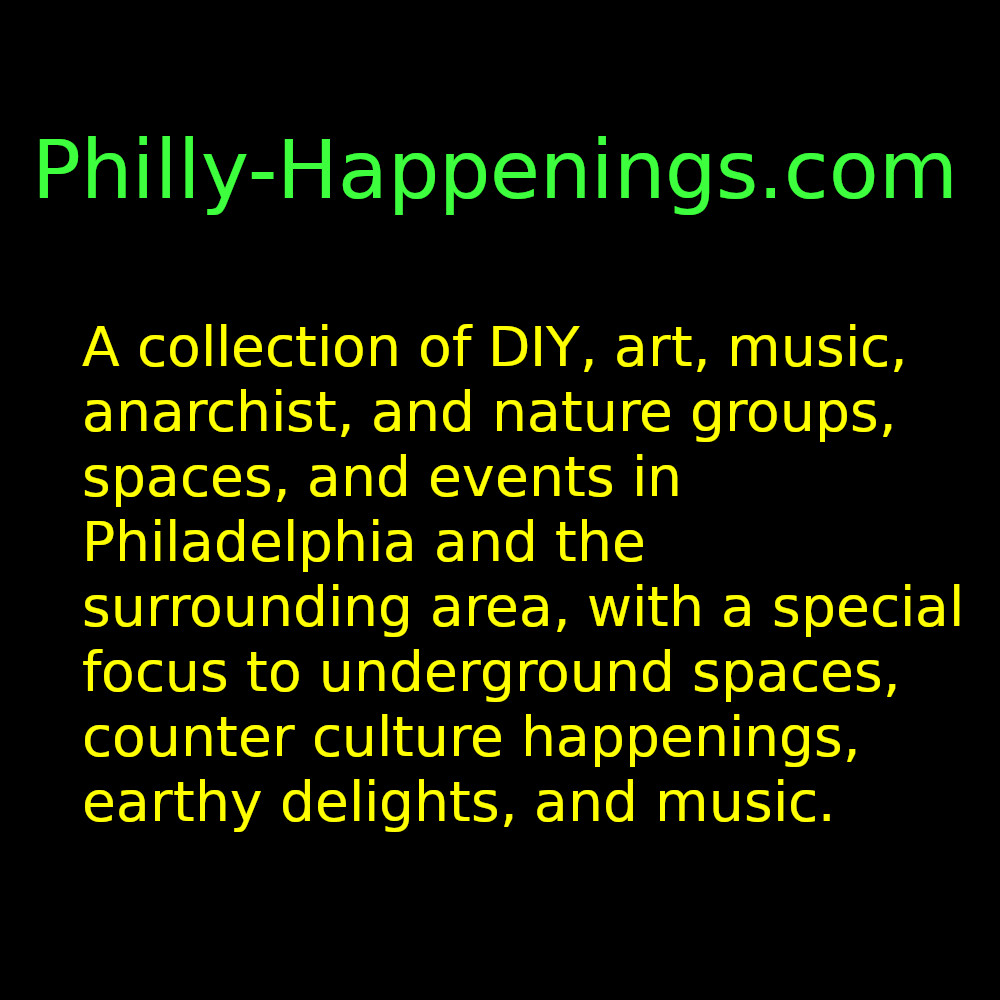 Philly-Happenings.com
A collection of DIY, art, music,
anarchist, and nature groups,
spaces, and events in
Philadelphia and the
surrounding area, with a special
focus to underground spaces,
counter culture happenings,
earthy delights, and music.